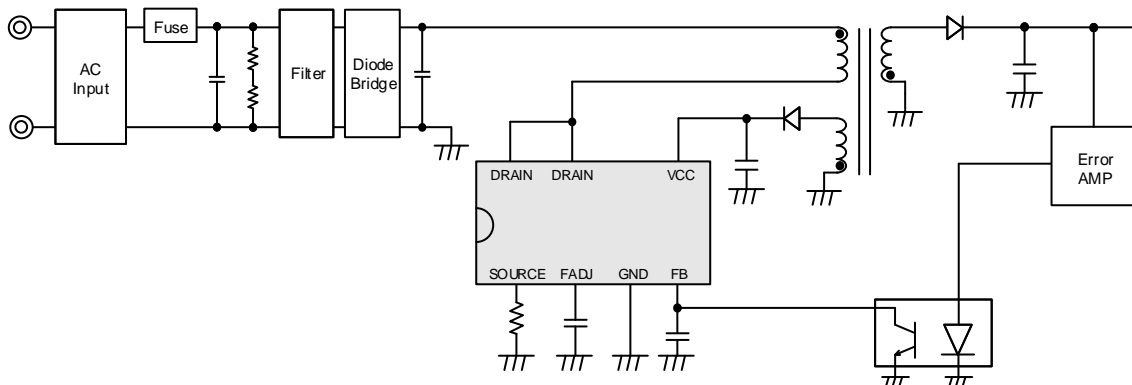 Fuse
AC
Input
Filter
Diode
Bridge
DRAIN
DRAIN
VCC
Error
AMP
SOURCE
FADJ
GND
FB